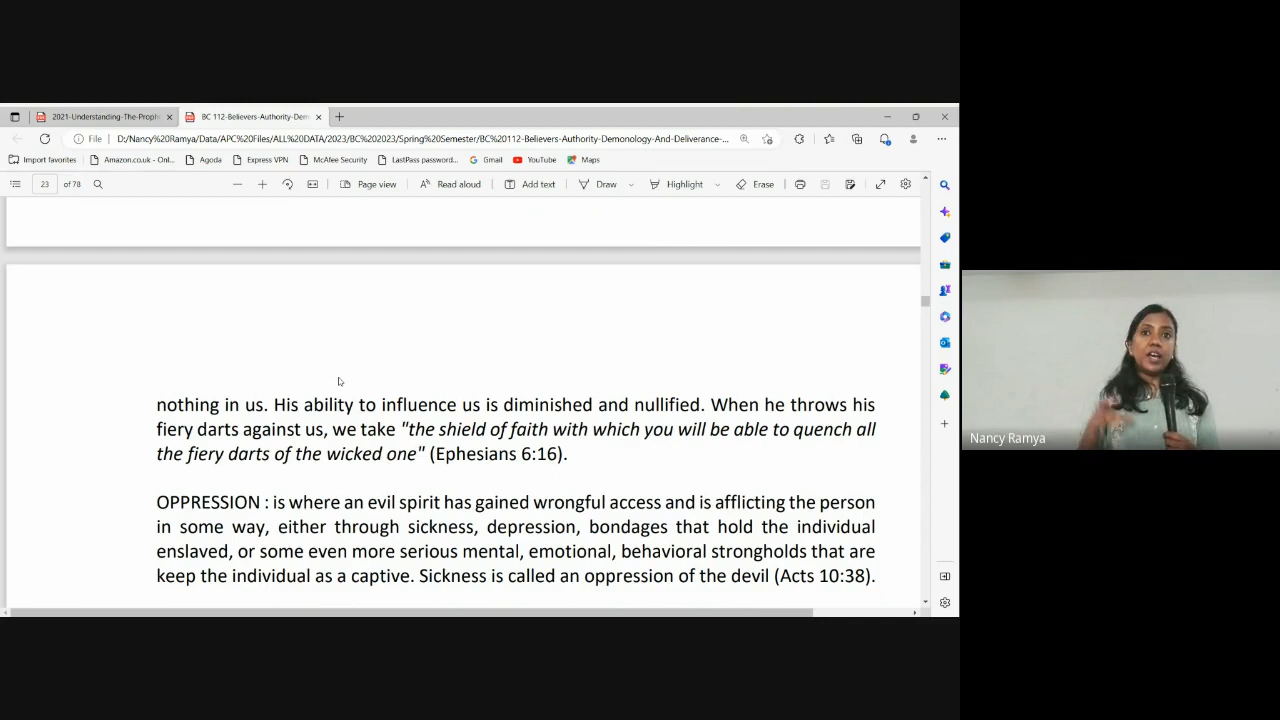 2021-Understanding-The-Proph
BC 112-Believers-Authority-Dem
File
D:/Nancy%20Ramya/Data/APC%20Files/ALL%20DATA/2023/BC%202023/Spring%20Semester/BC%20112-Believers-Authority-Demonology-And-Deliverance-...
Import favorites
Amazon.co.uk - Onl...
Agoda
Express VPN
McAfee Security
LastPass password...
Gmail
YouTube
Maps
23 of 78
Page view
Read aloud
Add text
Draw
Highlight
Erase
nothing in us. His ability to influence us is diminished and nullified. When he throws his
fiery darts against us, we take "the shield of faith with which you will be able to quench all
the fiery darts of the wicked one" (Ephesians 6:16).
OPPRESSION : is where an evil spirit has gained wrongful access and is afflicting the person
in some way, either through sickness, depression, bondages that hold the individual
enslaved, or some even more serious mental, emotional, behavioral strongholds that are
keep the individual as a captive. Sickness is called an oppression of the devil (Acts 10:38).
Nancy Ramya